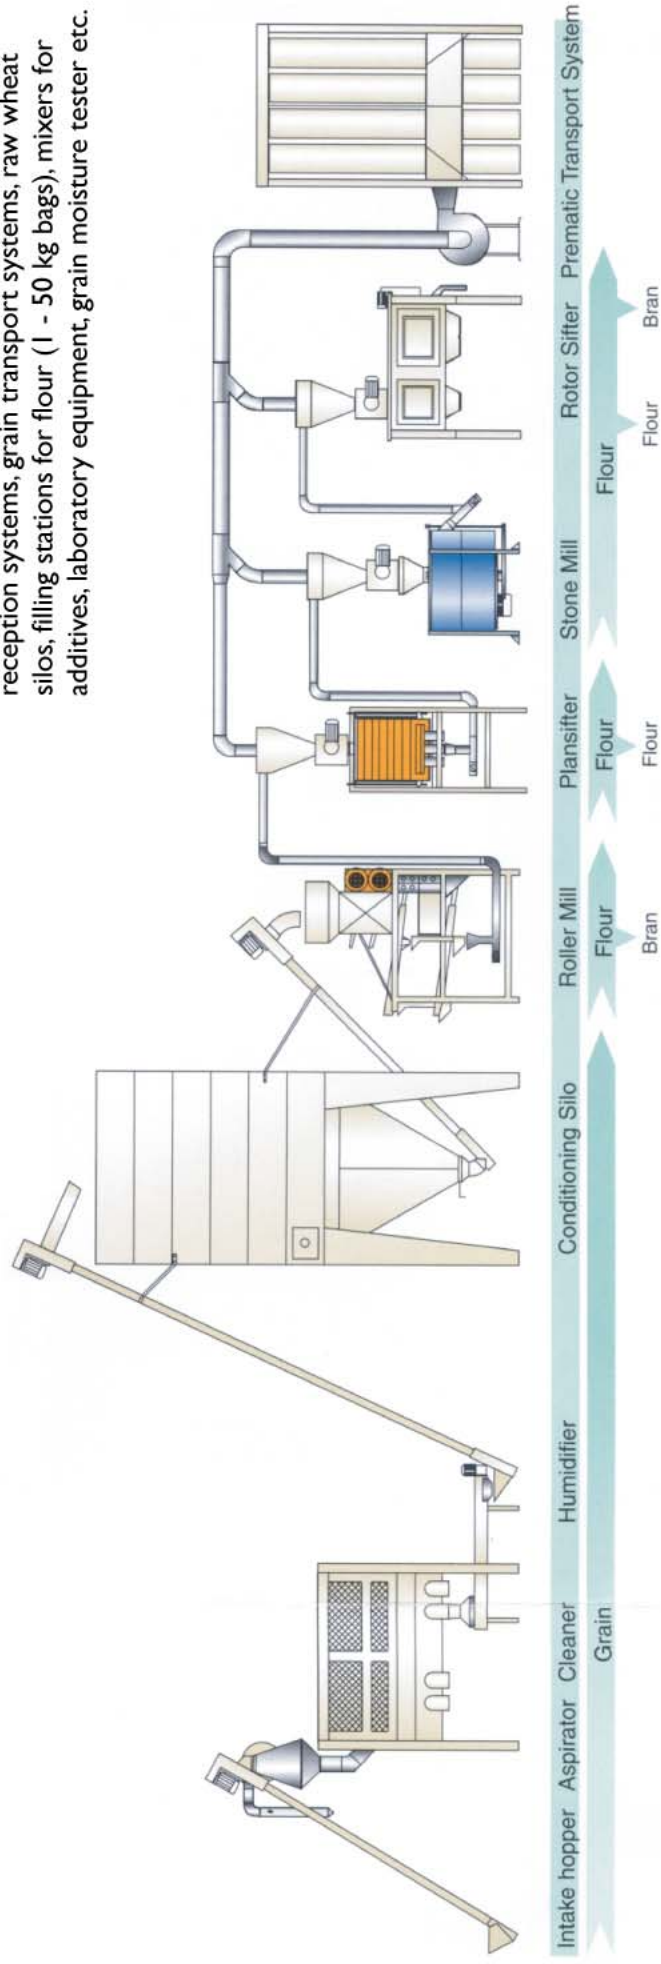 reception systems, grain transport systems, raw wheat
silos, filling stations for flour (1 - 50 kg bags), mixers for
additives, laboratory equipment, grain moisture tester etc.
Intake hopper Aspirator Cleaner Humidifier Conditioning Silo Roller Mill Plansifter Stone Mill Rotor Sifter Prematic Transport System
Grain Flour Flour Flour
Bran Flour Flour Bran